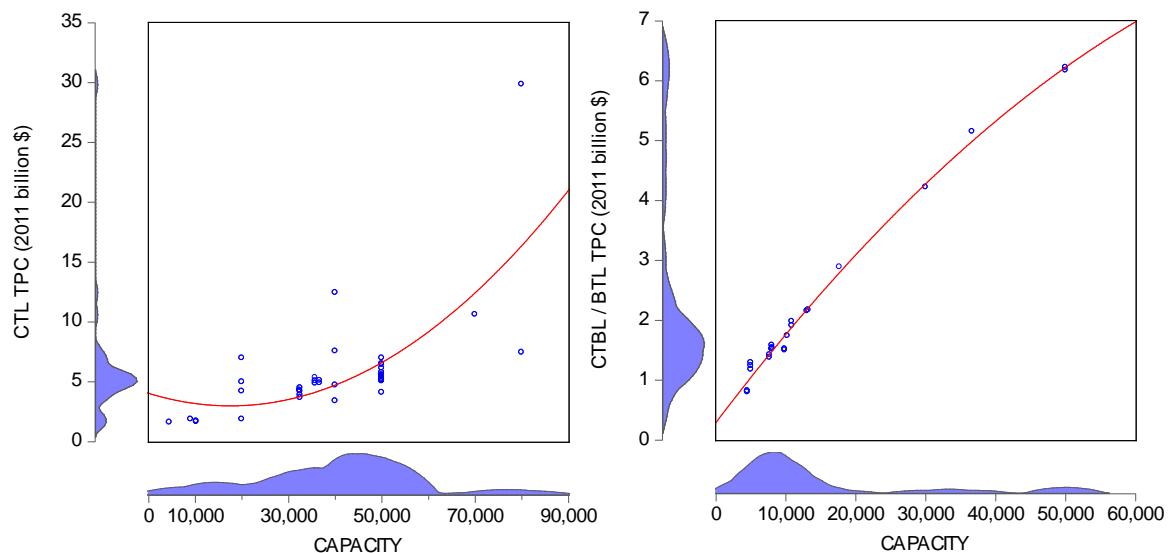 35
30
25
20
15
10
5
0
CTL TPC (2011 billion $)
0 10,000 30,000 50,000 70,000 90,000
CAPACITY
7
6
5
4
3
2
1
0
CTBL / BTL TPC (2011 billion $)
0 10,000 20,000 30,000 40,000 50,000 60,000
CAPACITY